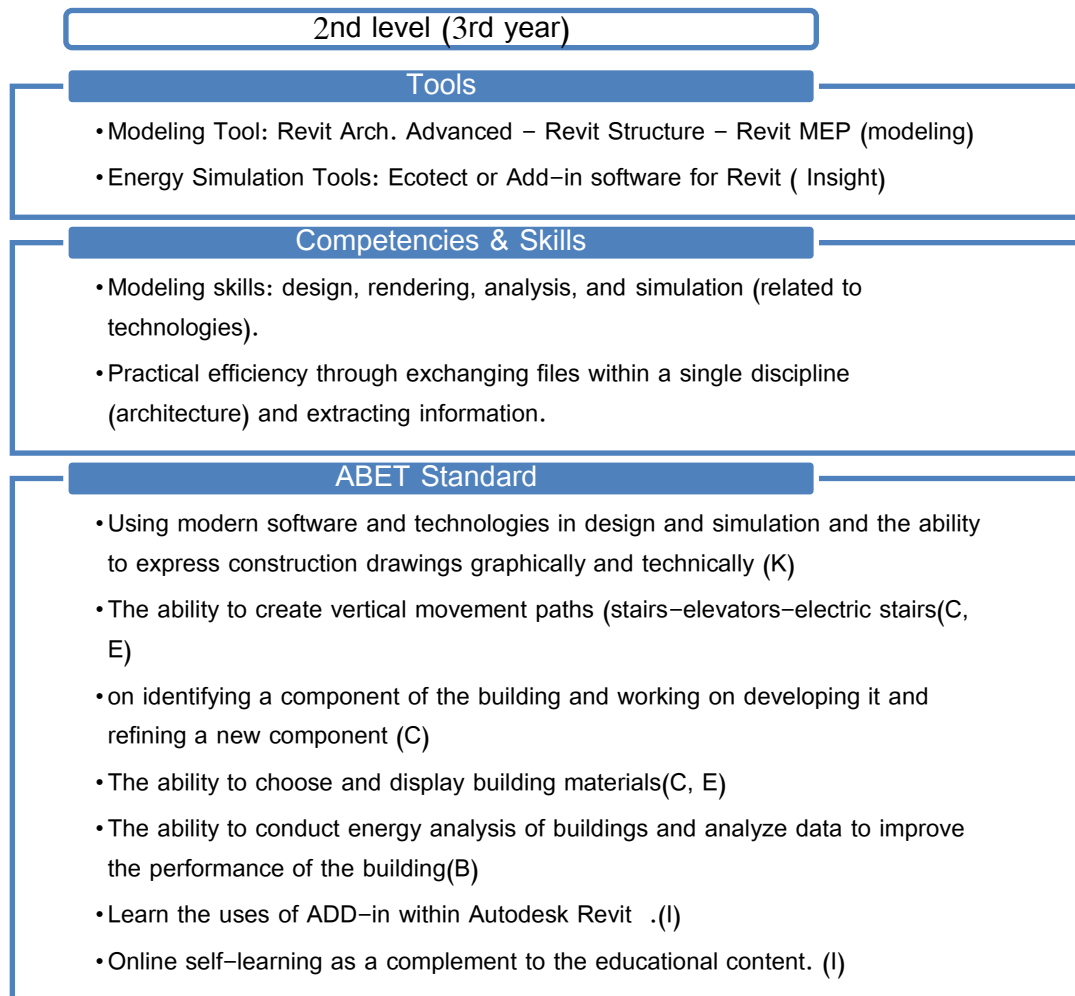 2nd level (3rd year)
Tools
• Modeling Tool: Revit Arch. Advanced – Revit Structure – Revit MEP (modeling)
• Energy Simulation Tools: Ecotect or Add–in software for Revit ( Insight)
Competencies & Skills
• Modeling skills: design, rendering, analysis, and simulation (related to
technologies).
• Practical efficiency through exchanging files within a single discipline
(architecture) and extracting information.
ABET Standard
• Using modern software and technologies in design and simulation and the ability
to express construction drawings graphically and technically (K)
• The ability to create vertical movement paths (stairs–elevators–electric stairs(C,
E)
• on identifying a component of the building and working on developing it and
refining a new component (C)
• The ability to choose and display building materials(C, E)
• The ability to conduct energy analysis of buildings and analyze data to improve
the performance of the building(B)
• Learn the uses of ADD–in within Autodesk Revit .(I)
• Online self–learning as a complement to the educational content. (I)